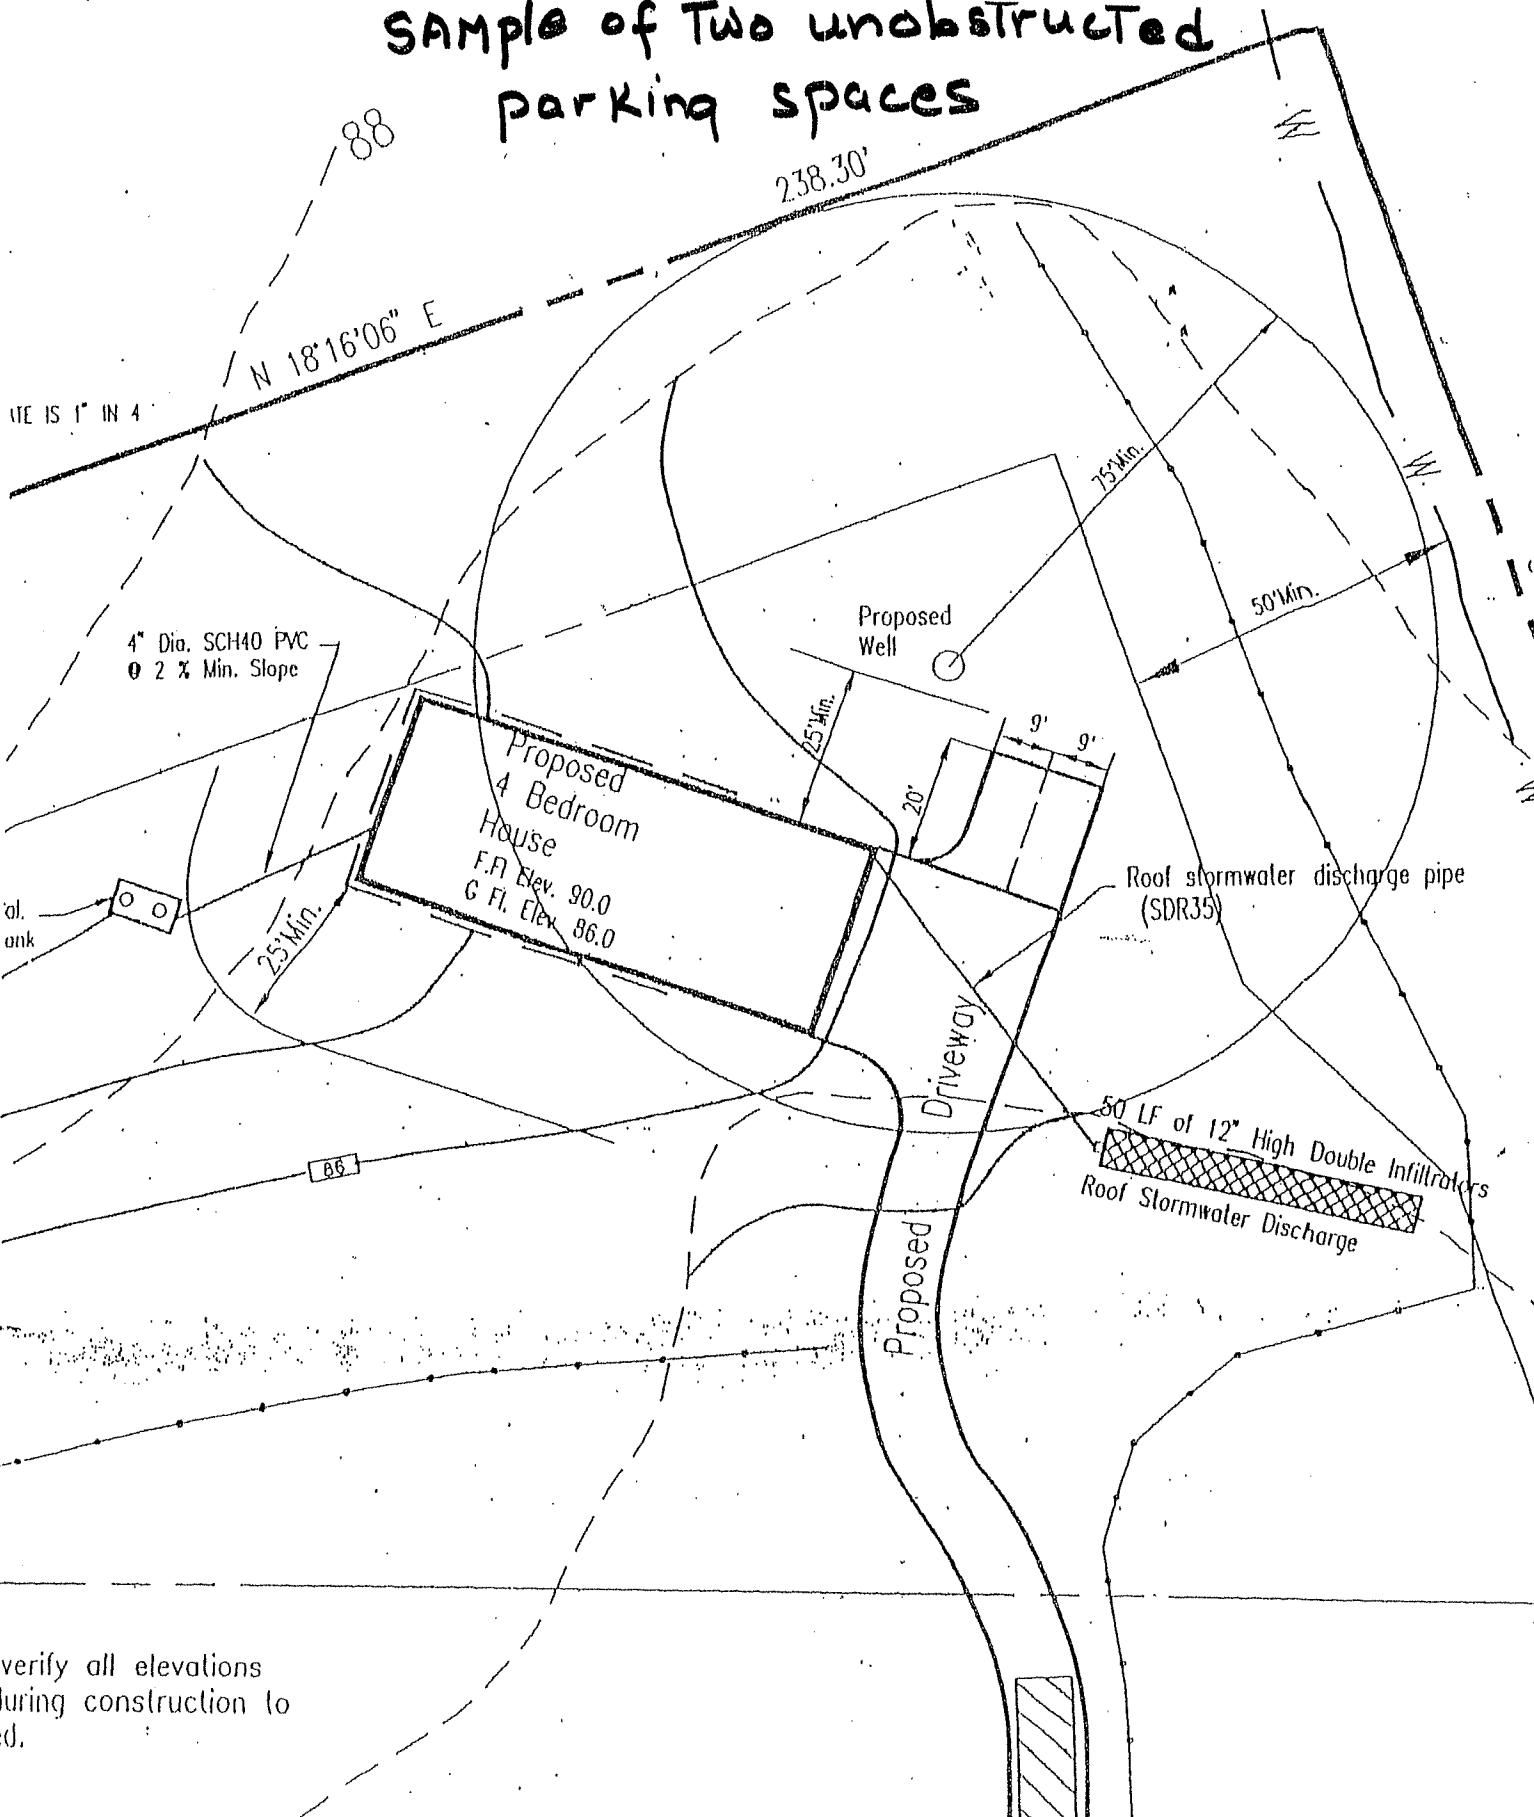 SAMple of Two unobsTrucTed
parKing spaces
88
238.30'
N 18°16'06" E
IS 1" IN 4
W
75'Min.
W
50'Min.
Proposed
Well
4" Dia. SCH40 PVC
@ 2 % Min. Slope
25'Min.
9'
9'
20'
Proposed
4 Bedroom
House
F.Fl Elev. 90.0
G Fl. Elev 86.0
W
Roof stormwater discharge pipe
(SDR35)
25'Min.
Driveway
50 LF of 12" High Double Infiltrators
Roof Stormwater Discharge
86
Proposed
verify all elevations
during construction to